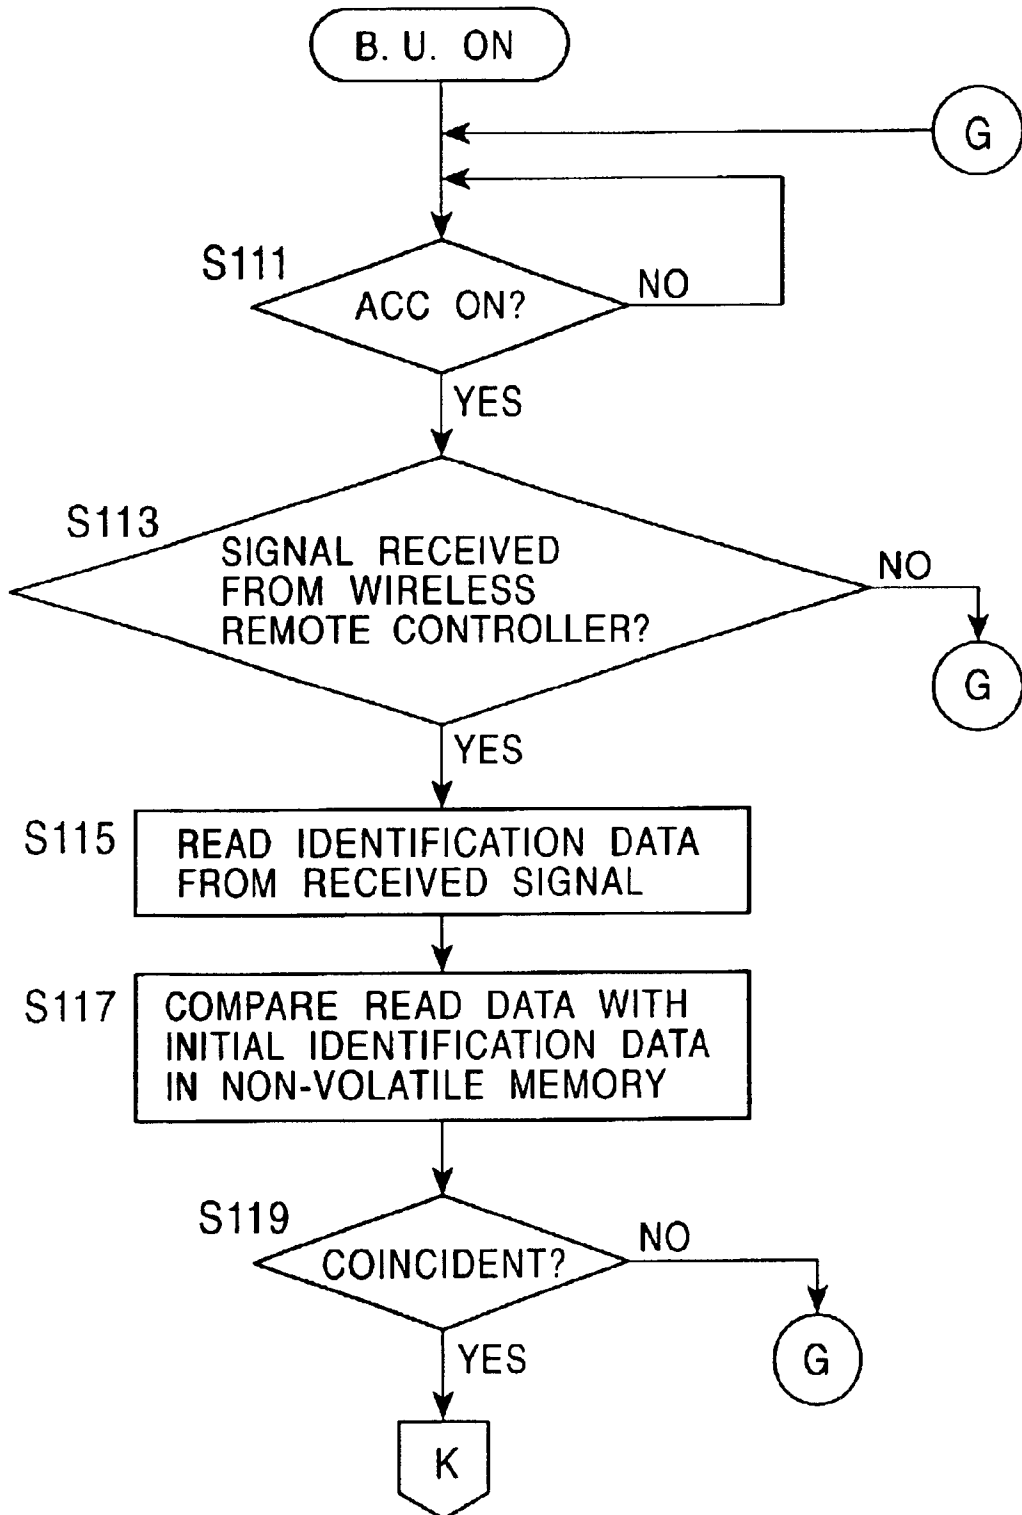 B. U. ON
G
S111
ACC ON?
NO
YES
S113
SIGNAL RECEIVED
FROM WIRELESS
REMOTE CONTROLLER?
NO
G
YES
S115
READ IDENTIFICATION DATA
FROM RECEIVED SIGNAL
S117
COMPARE READ DATA WITH
INITIAL IDENTIFICATION DATA
IN NON-VOLATILE MEMORY
S119
COINCIDENT?
NO
G
YES
K